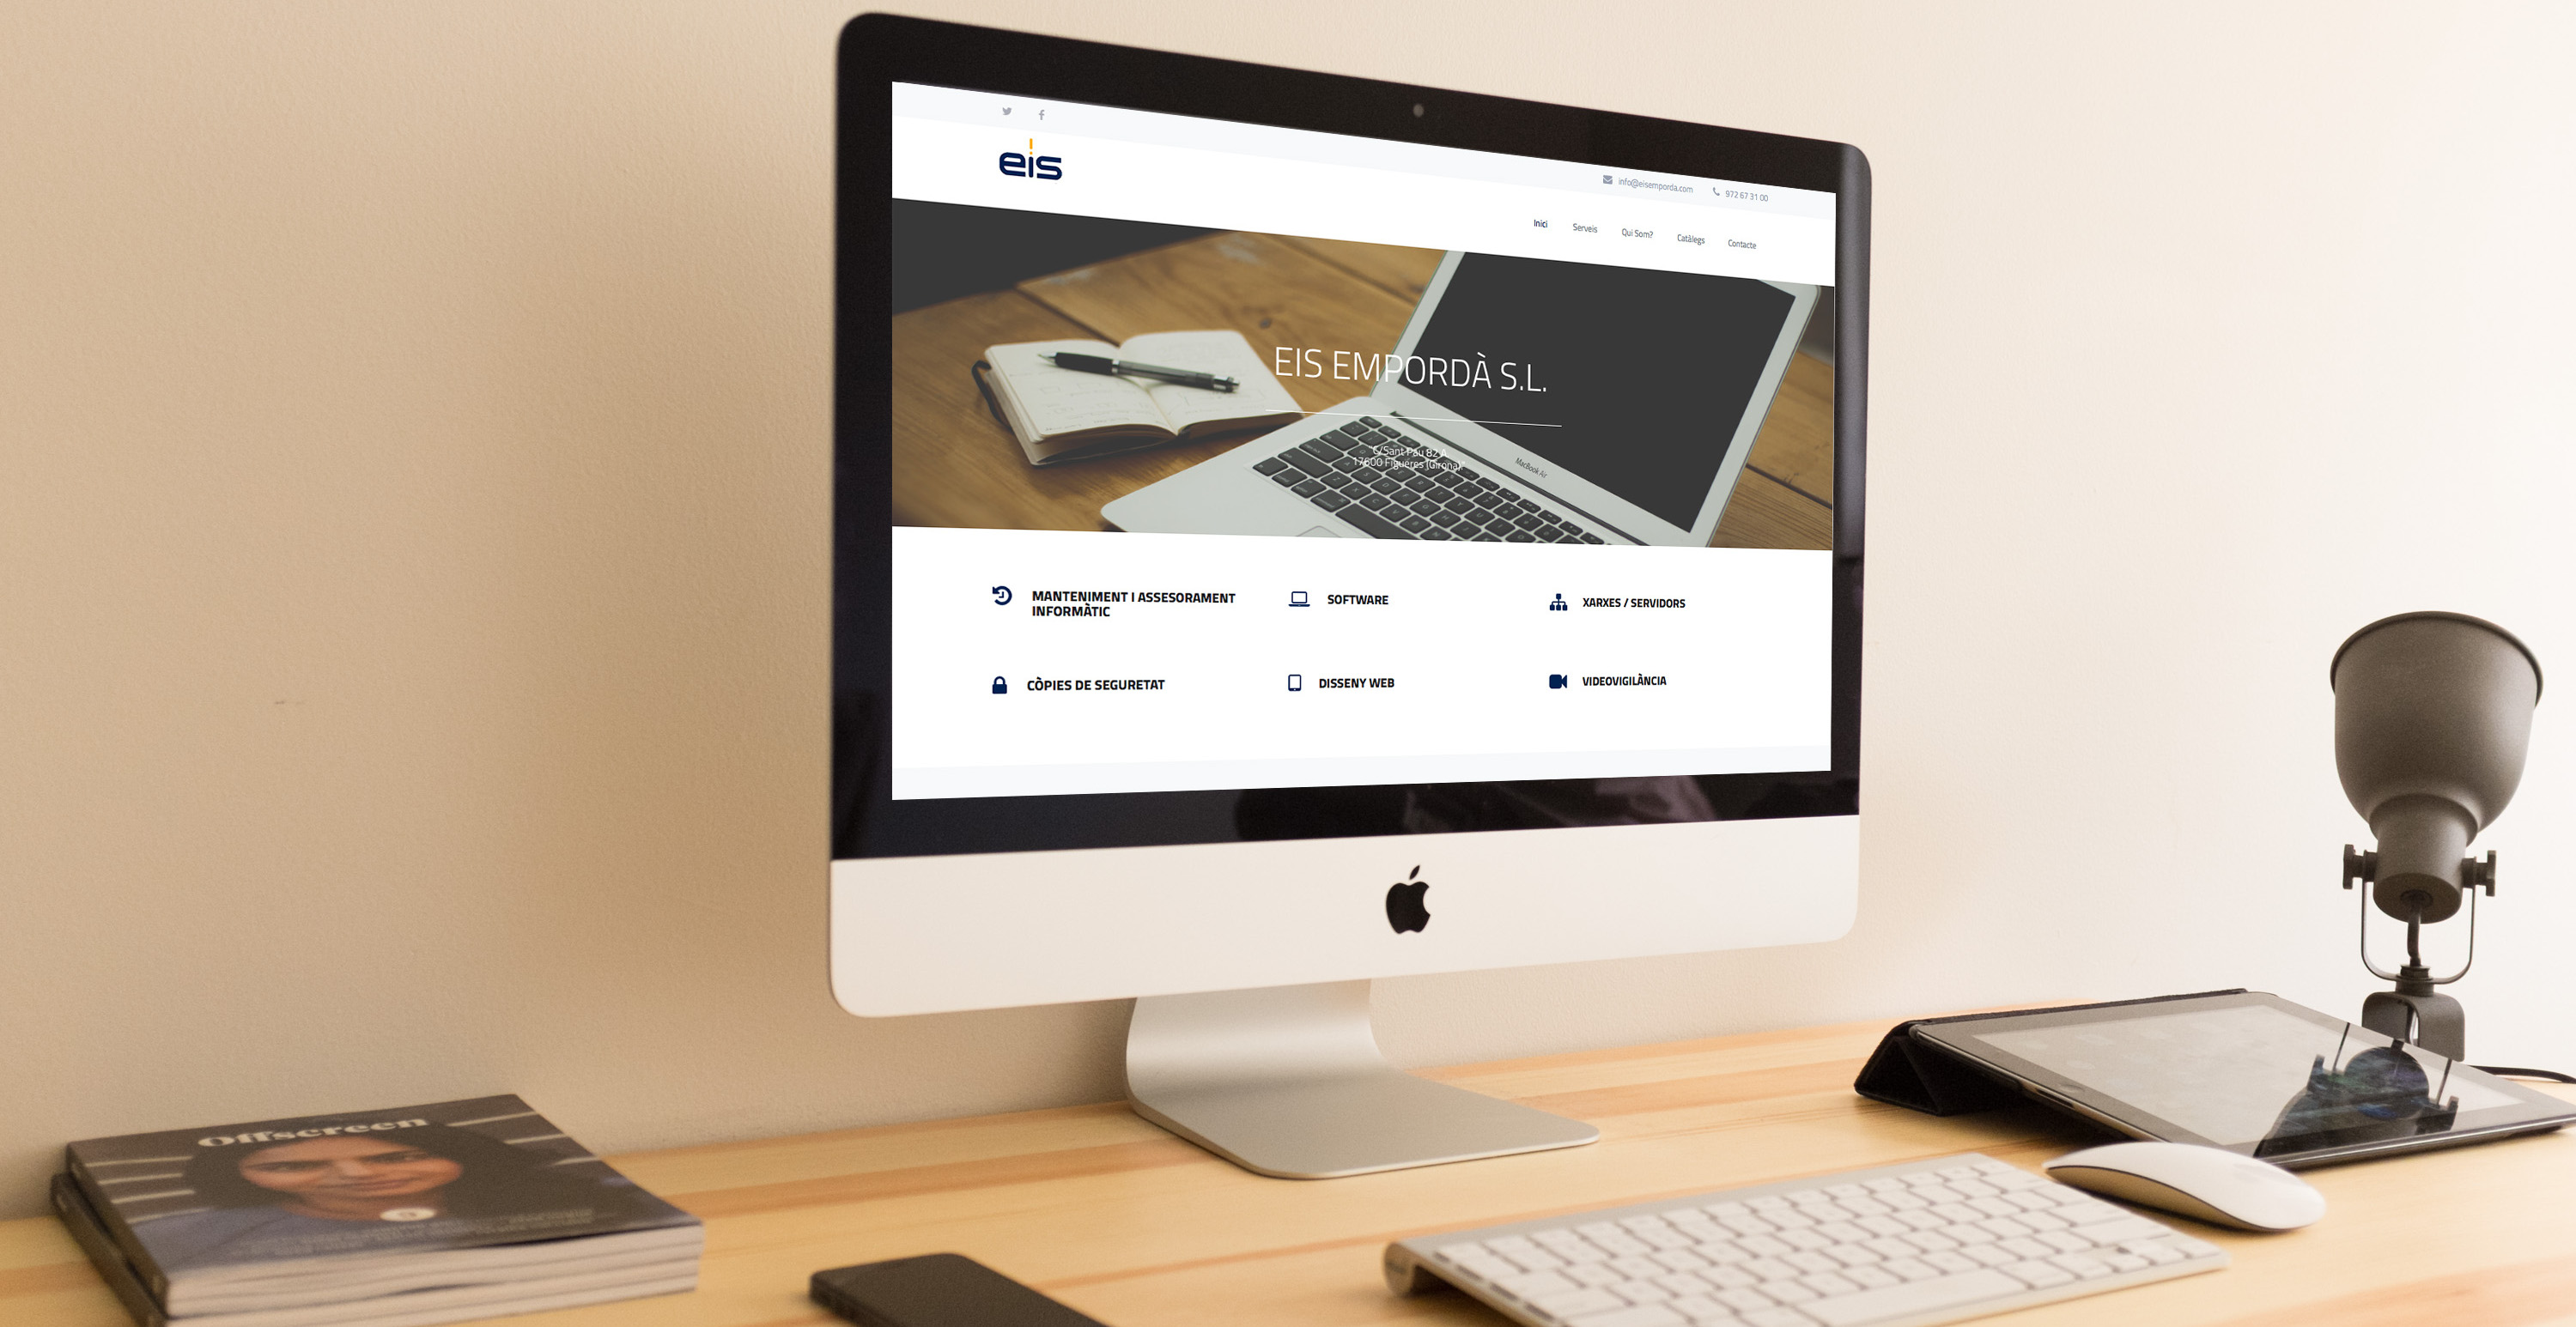 eis
info@eisemporda.com
972 67 31 00
Inici
Serveis
Qui Som?
Catàlegs
Contacte
EIS EMPORDÀ S.L.
C/Sant Pau 82 A
17600 Figueres (Girona)"
MacBook Air
MANTENIMENT I ASSESORAMENT
INFORMÀTIC
SOFTWARE
XARXES / SERVIDORS
CÒPIES DE SEGURETAT
DISSENY WEB
VIDEOVIGILÀNCIA
Offscreen